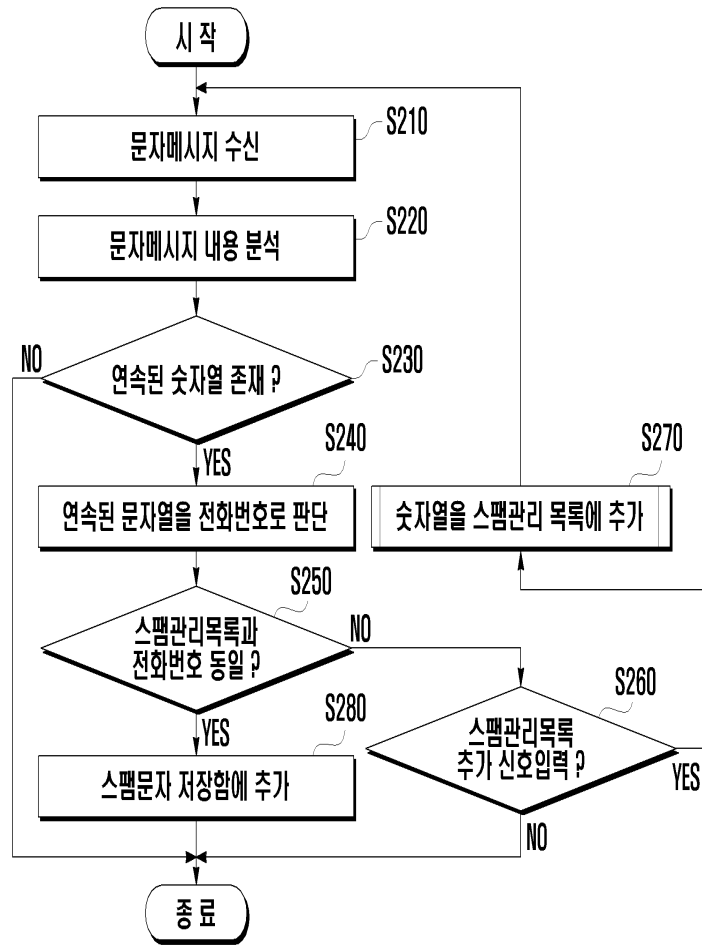 시 작
S210
문자메시지 수신
S220
문자메시지 내용 분석
NO
S230
연속된 숫자열 존재 ?
YES
S240
연속된 문자열을 전화번호로 판단
S270
숫자열을 스팸관리 목록에 추가
S250
스팸관리목록과
전화번호 동일 ?
NO
YES
S260
스팸관리목록
추가 신호입력 ?
YES
NO
S280
스팸문자 저장함에 추가
종 료